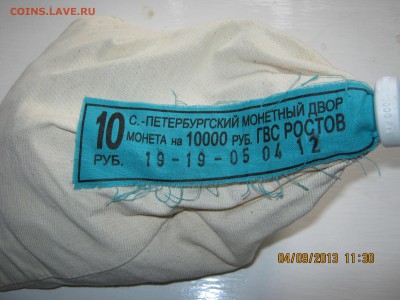 COINS.LAVE.RU
С.-ПЕТЕРБУРГСКИЙ МОНЕТНЫЙ ДВОР
10 МОНЕТА на 10000 РУБ. ГВС РОСТОВ
РУБ. 19-19-05 04 12
04/09/2013 11:30